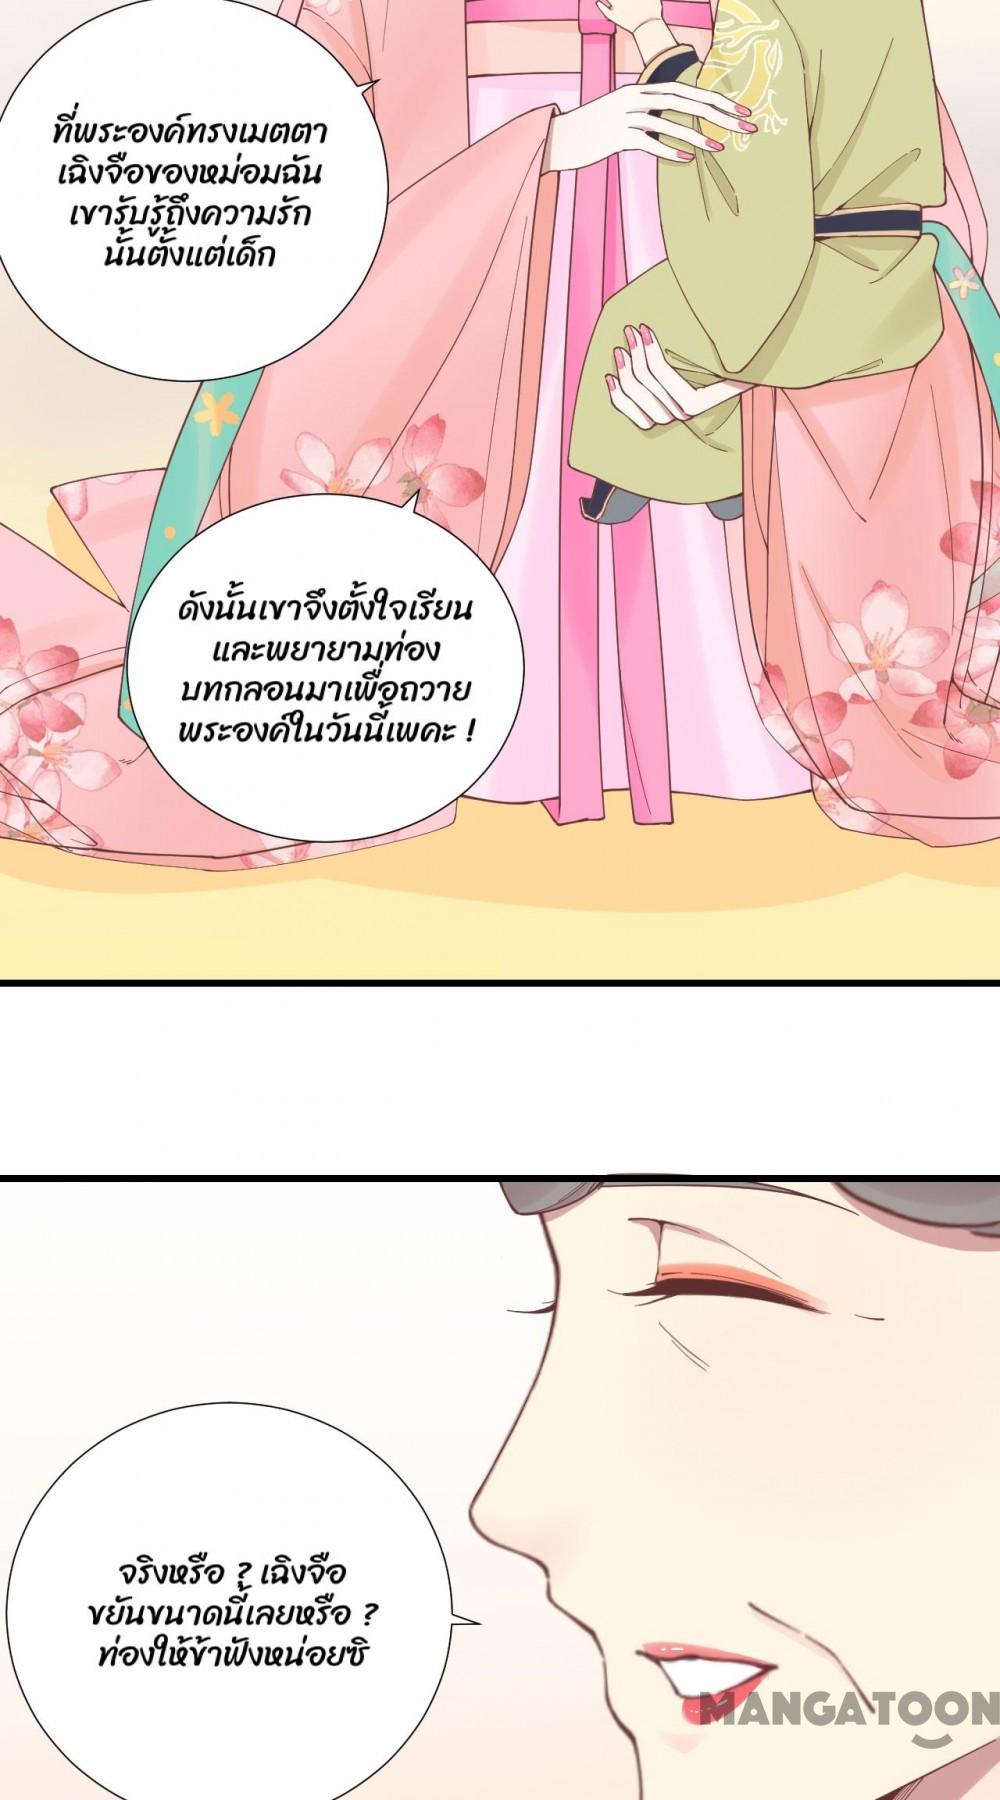 ที่พระองค์ทรงเมตตา
เฉิงจือของหม่อมฉัน
เขารับรู้ถึงความรัก
นั้นตั้งแต่เด็ก
ดังนั้นเขาจึงตั้งใจเรียน
และพยายามท่อง
บทกลอนมาเพื่อถวาย
พระองค์ในวันนี้เพคะ !
จริงหรือ ? เฉิงจือ
ขยันขนาดนี้เลยหรือ ?
ท่องให้ข้าฟังหน่อยซิ
MANGATOON